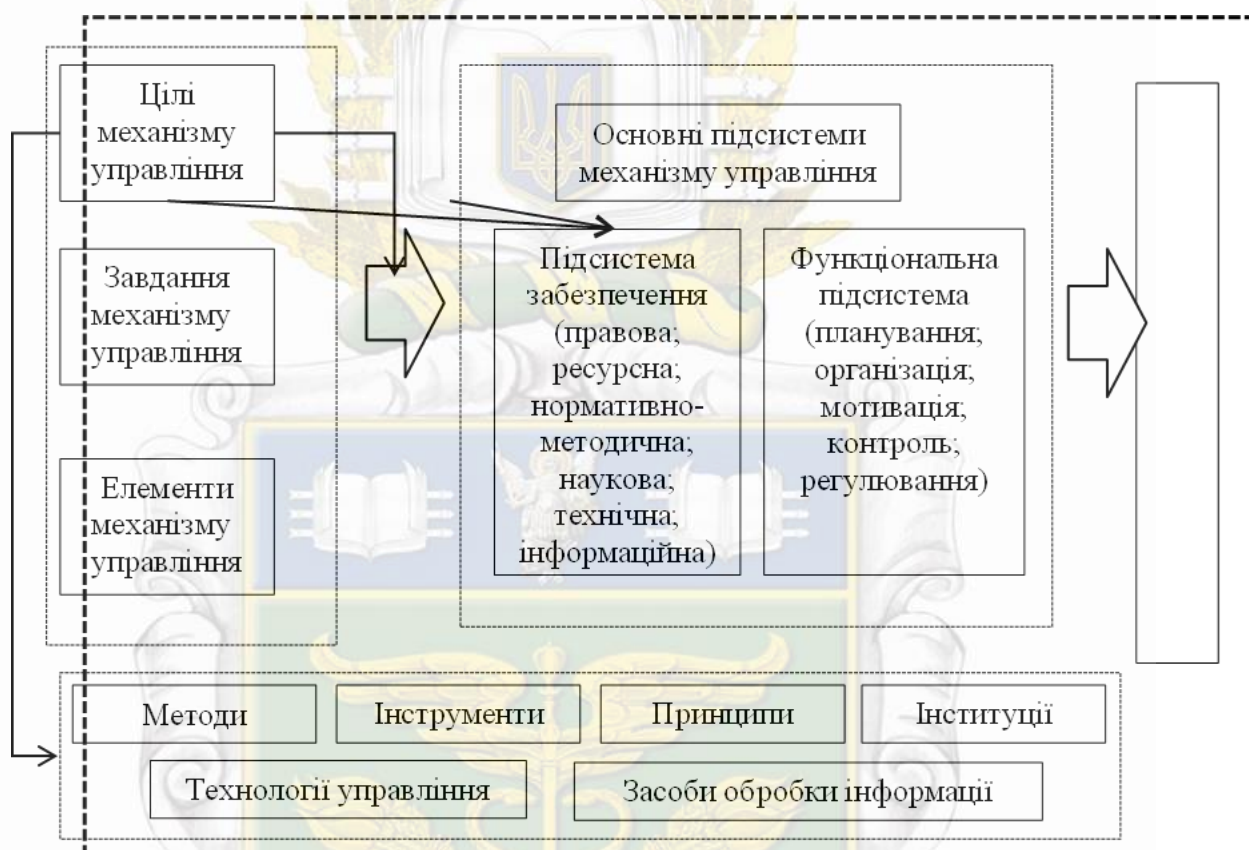 Цілі
механізму
управління
Завдання
механізму
управління
Елементи
механізму
управління
Основні підсистеми
механізму управління
Підсистема
забезпечення
(правова;
ресурсна;
нормативно-
методична;
наукова;
технічна;
інформаційна)
Функціональна
підсистема
(планування;
організація;
мотивація;
контроль;
регулювання)
Методи
Інструменти
Принципи
Інституції
Технології управління
Засоби обробки інформації